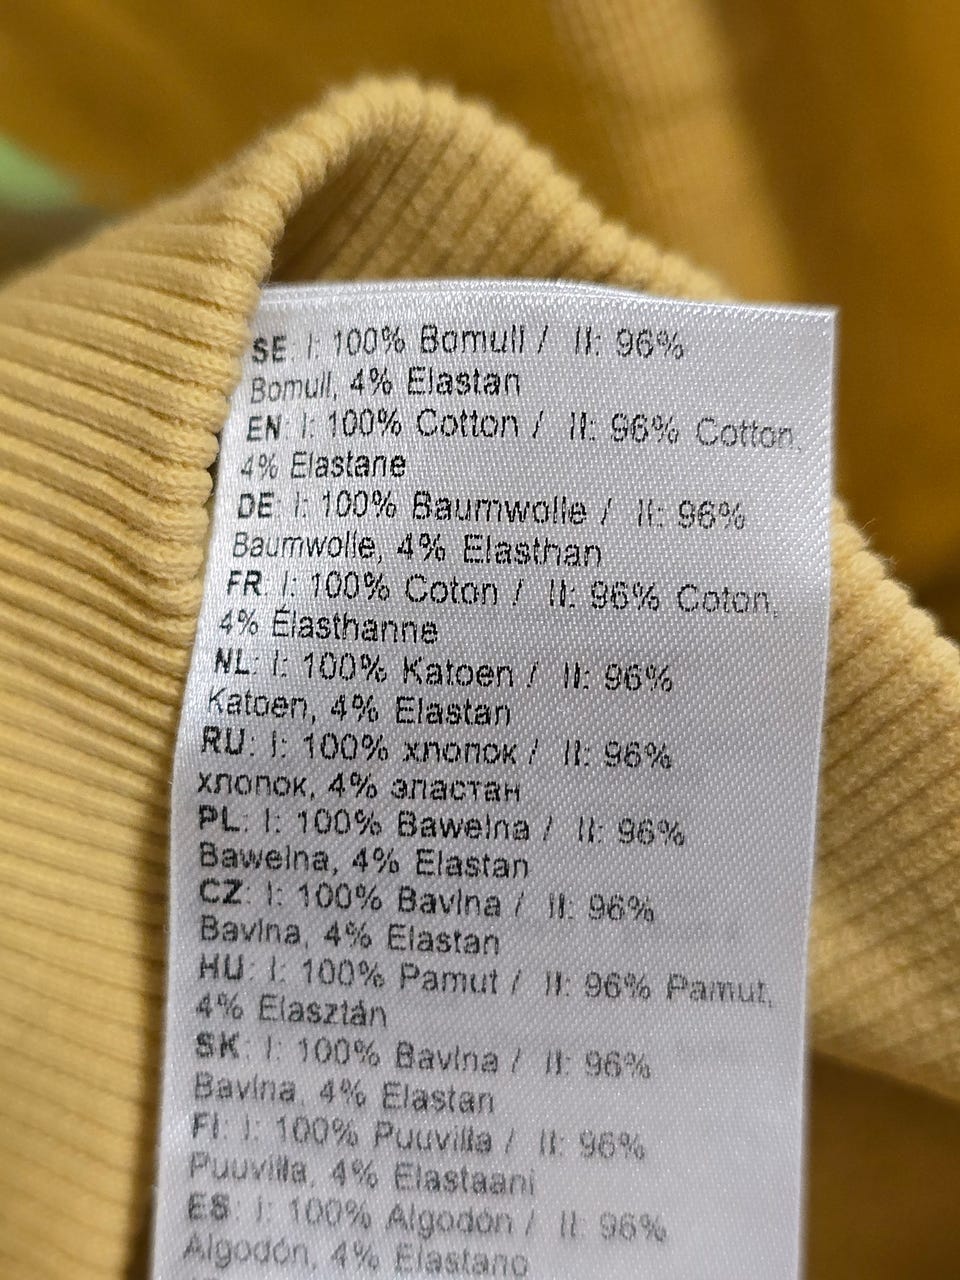 SE: I: 100% Bomull / II: 96%
Bomull, 4% Elastan
EN: I: 100% Cotton / II: 96% Cotton,
4% Elastane
DE: I: 100% Baumwolle / II: 96%
Baumwolle, 4% Elasthan
FR: I: 100% Coton / II: 96% Coton,
4% Élasthanne
NL: I: 100% Katoen / II: 96%
Katoen, 4% Elastan
RU: I: 100% хлопок / II: 96%
хлопок, 4% эластан
PL: I: 100% Bawełna / II: 96%
Bawełna, 4% Elastan
CZ: I: 100% Bavlna / II: 96%
Bavlna, 4% Elastan
HU: I: 100% Pamut / II: 96% Pamut,
4% Elasztán
SK: I: 100% Bavlna / II: 96%
Bavlna, 4% Elastan
FI: I: 100% Puuvilla / II: 96%
Puuvilla, 4% Elastaani
ES: I: 100% Algodón / II: 96%
Algodón, 4% Elastano